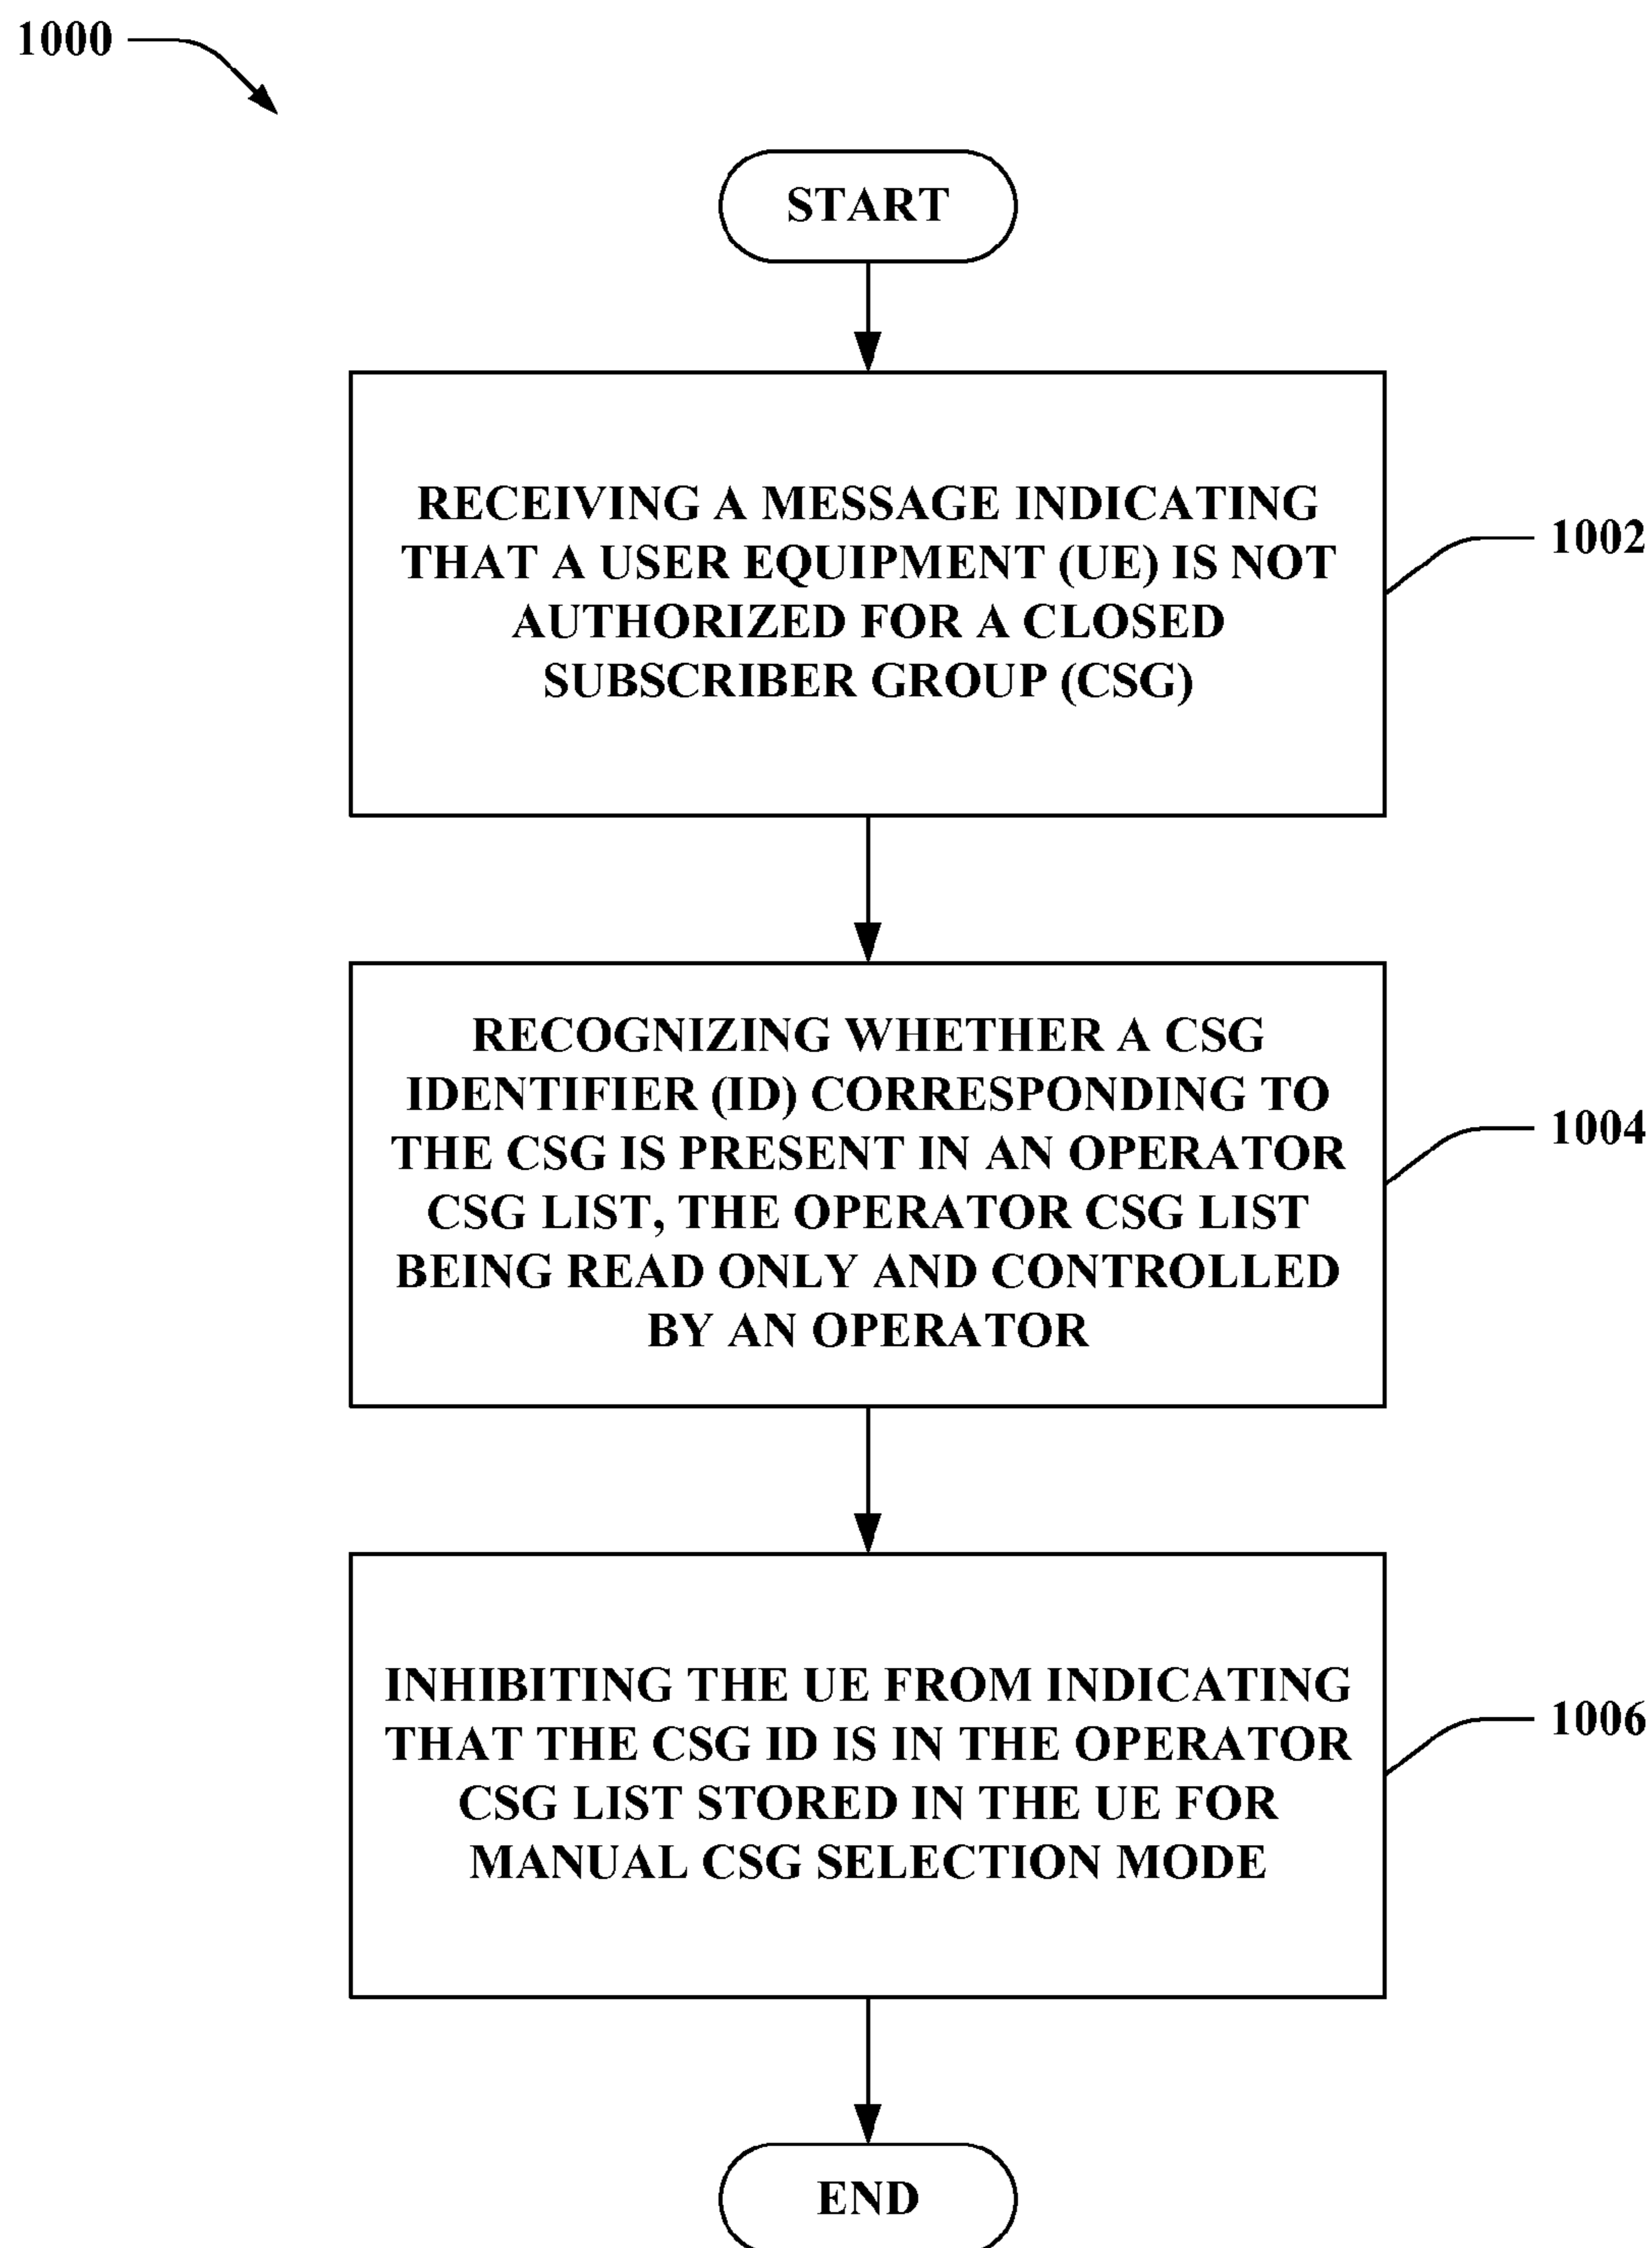 1000
START
RECEIVING A MESSAGE INDICATING
THAT A USER EQUIPMENT (UE) IS NOT
AUTHORIZED FOR A CLOSED
SUBSCRIBER GROUP (CSG)
1002
RECOGNIZING WHETHER A CSG
IDENTIFIER (ID) CORRESPONDING TO
THE CSG IS PRESENT IN AN OPERATOR
CSG LIST, THE OPERATOR CSG LIST
BEING READ ONLY AND CONTROLLED
BY AN OPERATOR
1004
INHIBITING THE UE FROM INDICATING
THAT THE CSG ID IS IN THE OPERATOR
CSG LIST STORED IN THE UE FOR
MANUAL CSG SELECTION MODE
1006
END